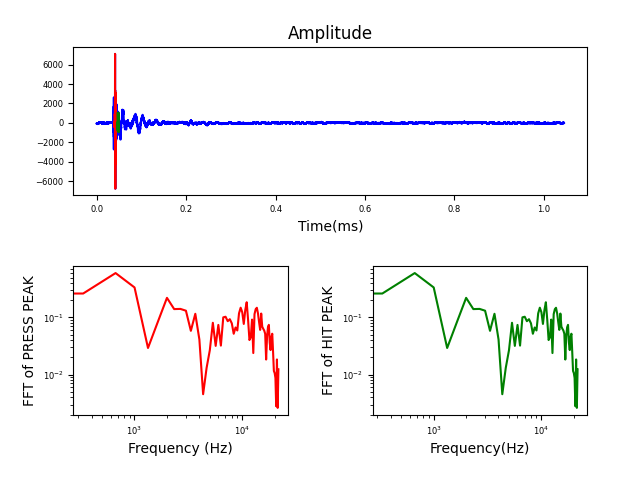 Amplitude
6000
4000
2000
0
−2000
−4000
−6000
0.0 0.2 0.4 0.6 0.8 1.0
Time(ms)
FFT of PRESS PEAK
10⁻¹
10⁻²
10³ 10⁴
Frequency (Hz)
FFT of HIT PEAK
10⁻¹
10⁻²
10³ 10⁴
Frequency(Hz)